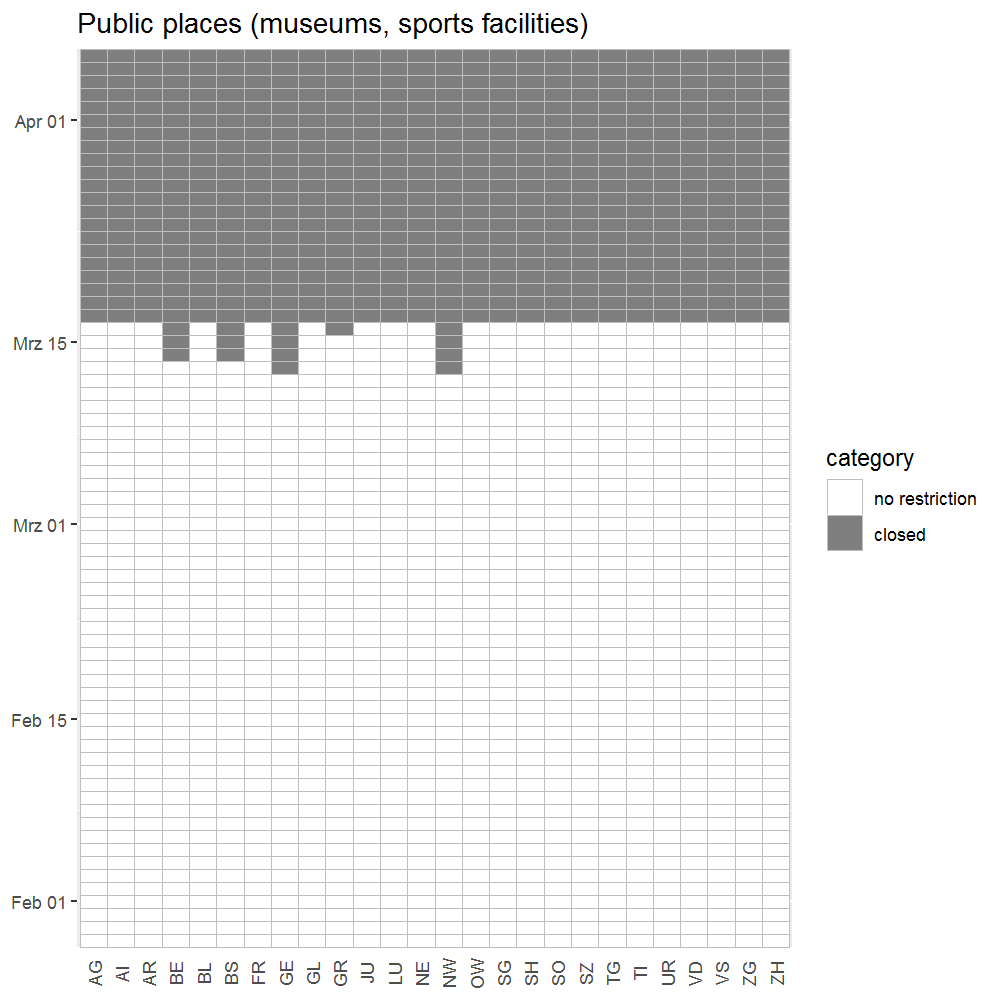 Public places (museums, sports facilities)
Apr 01
Mrz 15
Mrz 01
Feb 15
Feb 01
category
no restriction
closed
AG AI AR BE BL BS FR GE GL GR JU LU NE NW OW SG SH SO SZ TG TI UR VD VS ZG ZH